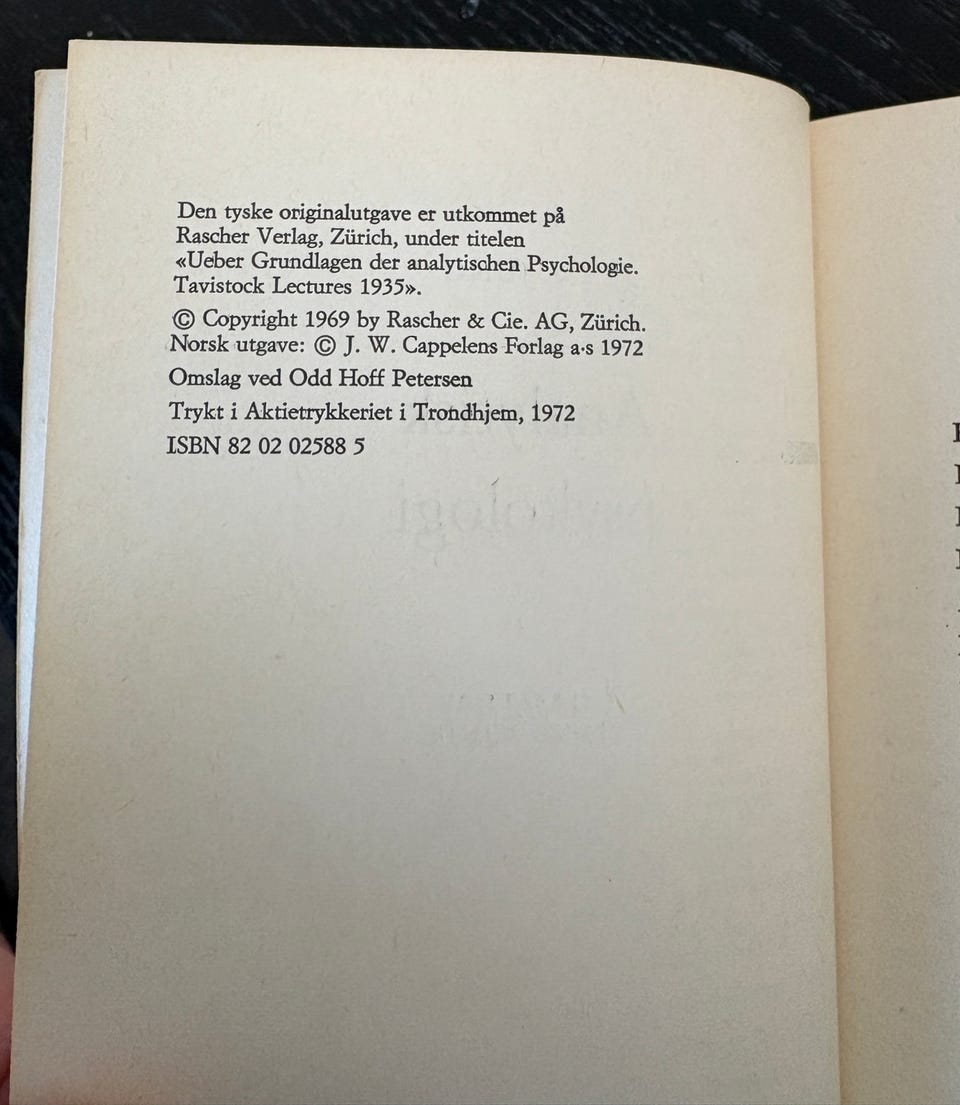 Den tyske originalutgave er utkommet på
Rascher Verlag, Zürich, under titelen
«Ueber Grundlagen der analytischen Psychologie.
Tavistock Lectures 1935».
© Copyright 1969 by Rascher & Cie. AG, Zürich.
Norsk utgave: © J. W. Cappelens Forlag a·s 1972
Omslag ved Odd Hoff Petersen
Trykt i Aktietrykkeriet i Trondhjem, 1972
ISBN 82 02 02588 5